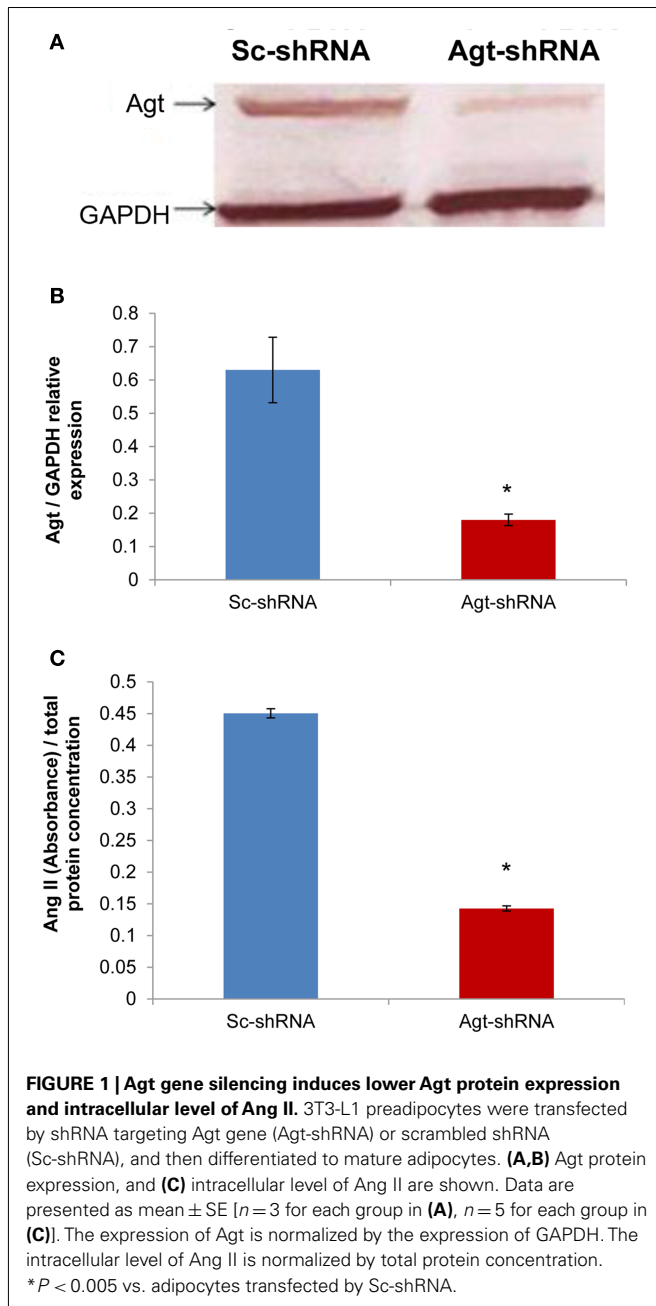 A
Sc-shRNA Agt-shRNA
Agt
GAPDH
B
Agt / GAPDH relative
expression
0.8
0.7
0.6
0.5
0.4
0.3
0.2
0.1
0
*
Sc-shRNA Agt-shRNA
C
Ang II (Absorbance) / total
protein concentration
0.5
0.45
0.4
0.35
0.3
0.25
0.2
0.15
0.1
0.05
0
*
Sc-shRNA Agt-shRNA
FIGURE 1 | Agt gene silencing induces lower Agt protein expression
and intracellular level of Ang II. 3T3-L1 preadipocytes were transfected
by shRNA targeting Agt gene (Agt-shRNA) or scrambled shRNA
(Sc-shRNA), and then differentiated to mature adipocytes. (A,B) Agt protein
expression, and (C) intracellular level of Ang II are shown. Data are
presented as mean ± SE [n = 3 for each group in (A), n = 5 for each group in
(C)]. The expression of Agt is normalized by the expression of GAPDH. The
intracellular level of Ang II is normalized by total protein concentration.
*P < 0.005 vs. adipocytes transfected by Sc-shRNA.